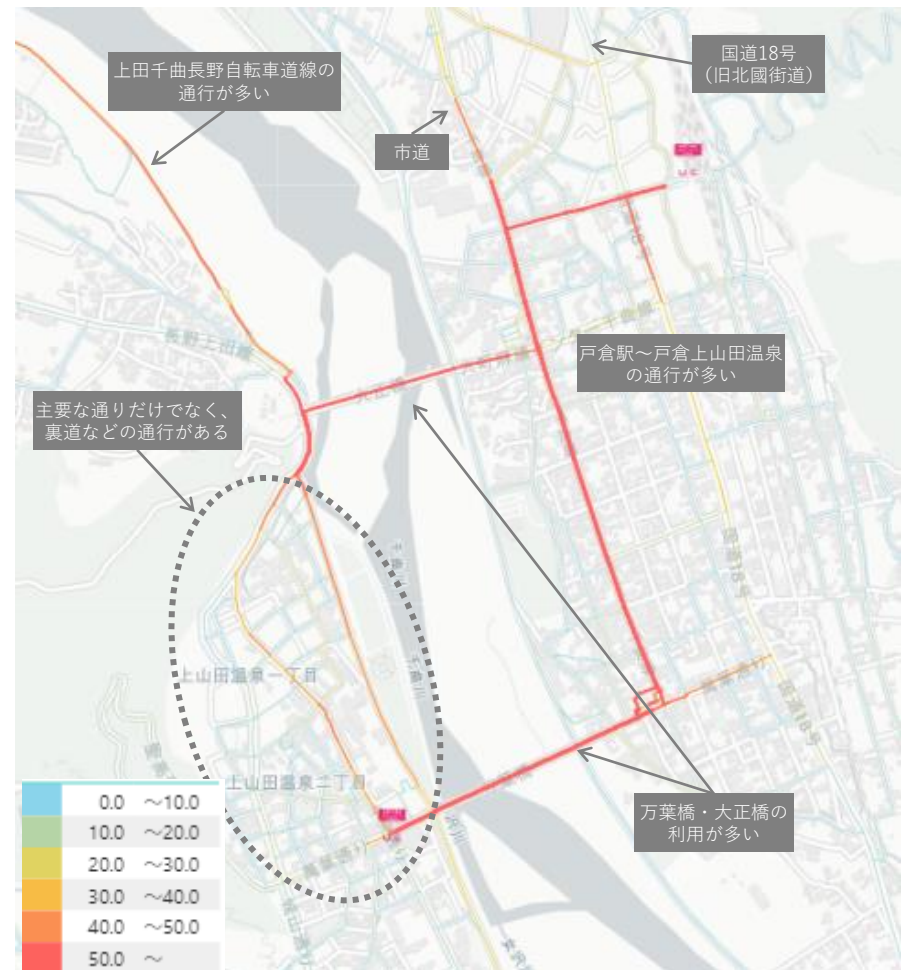 上田千曲長野自転車道線の
通行が多い
国道18号
（旧北國街道）
市道
戸倉駅～戸倉上山田温泉
の通行が多い
主要な通りだけでなく、
裏道などの通行がある
上山田温泉一丁目
上山田温泉二丁目
万葉橋・大正橋の
利用が多い
0.0 ～10.0
10.0 ～20.0
20.0 ～30.0
30.0 ～40.0
40.0 ～50.0
50.0 ～